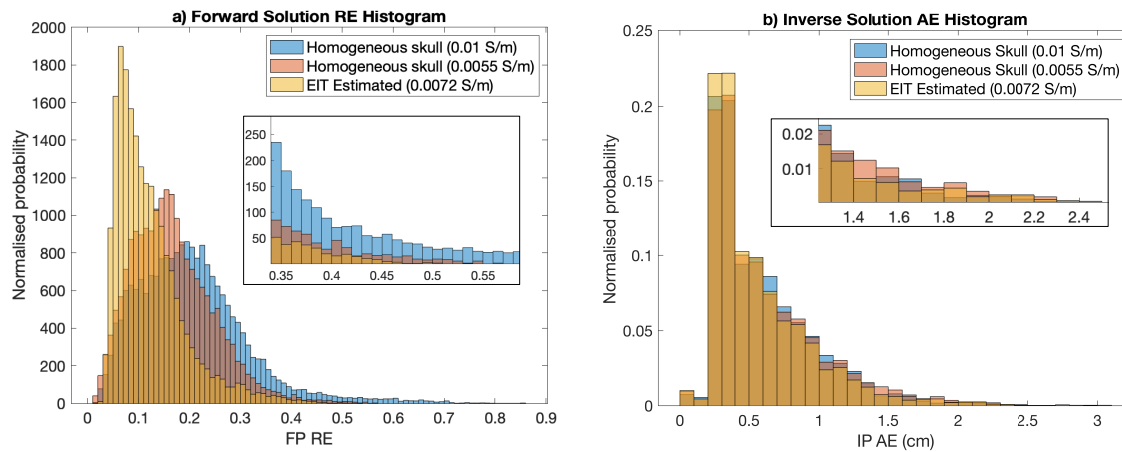 a) Forward Solution RE Histogram
2000
1800
1600
1400
1200
1000
800
600
400
200
0
Normalised probability
Homogeneous skull (0.01 S/m)
Homogeneous skull (0.0055 S/m)
EIT Estimated (0.0072 S/m)
250
200
150
100
50
0.35 0.4 0.45 0.5 0.55
0 0.1 0.2 0.3 0.4 0.5 0.6 0.7 0.8 0.9
FP RE
b) Inverse Solution AE Histogram
0.25
0.2
0.15
0.1
0.05
0
Normalised probability
Homogeneous Skull (0.01 S/m)
Homogeneous Skull (0.0055 S/m)
EIT Estimated (0.0072 S/m)
0.02
0.01
1.4 1.6 1.8 2 2.2 2.4
0 0.5 1 1.5 2 2.5 3
IP AE (cm)